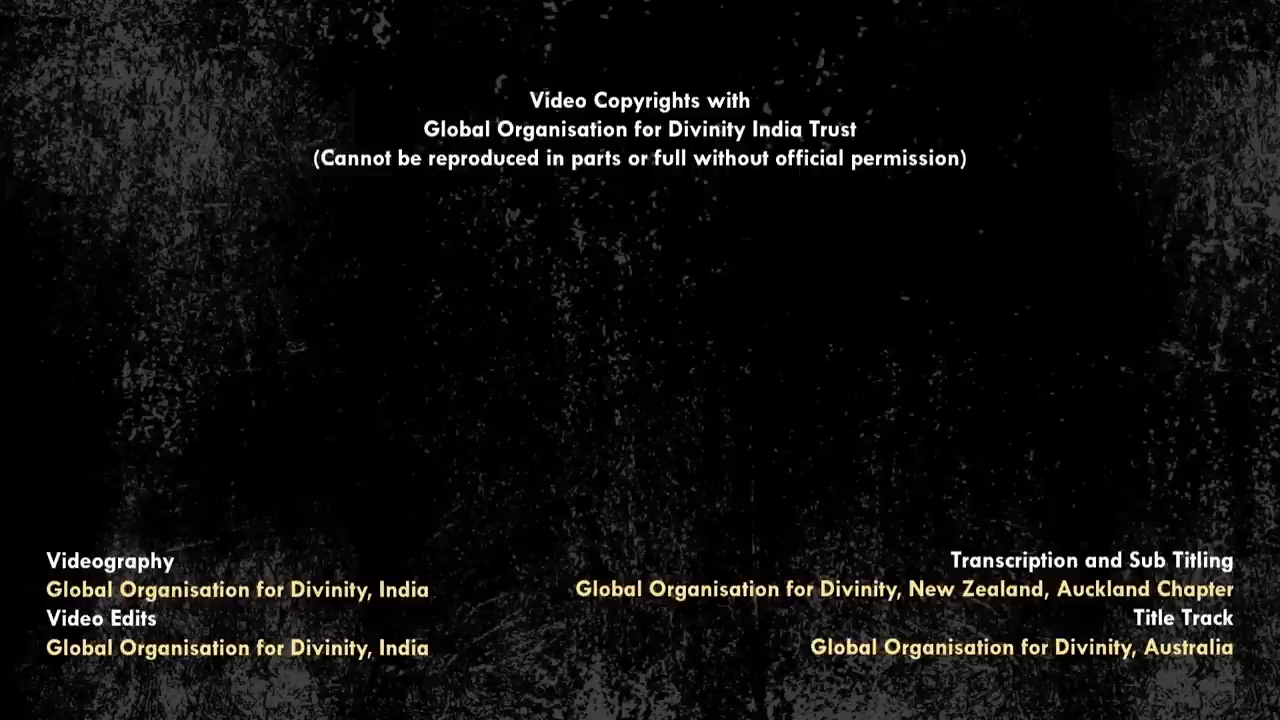 Video Copyrights with
Global Organisation for Divinity India Trust
(Cannot be reproduced in parts or full without official permission)
Videography
Global Organisation for Divinity, India
Video Edits
Global Organisation for Divinity, India
Transcription and Sub Titling
Global Organisation for Divinity, New Zealand, Auckland Chapter
Title Track
Global Organisation for Divinity, Australia